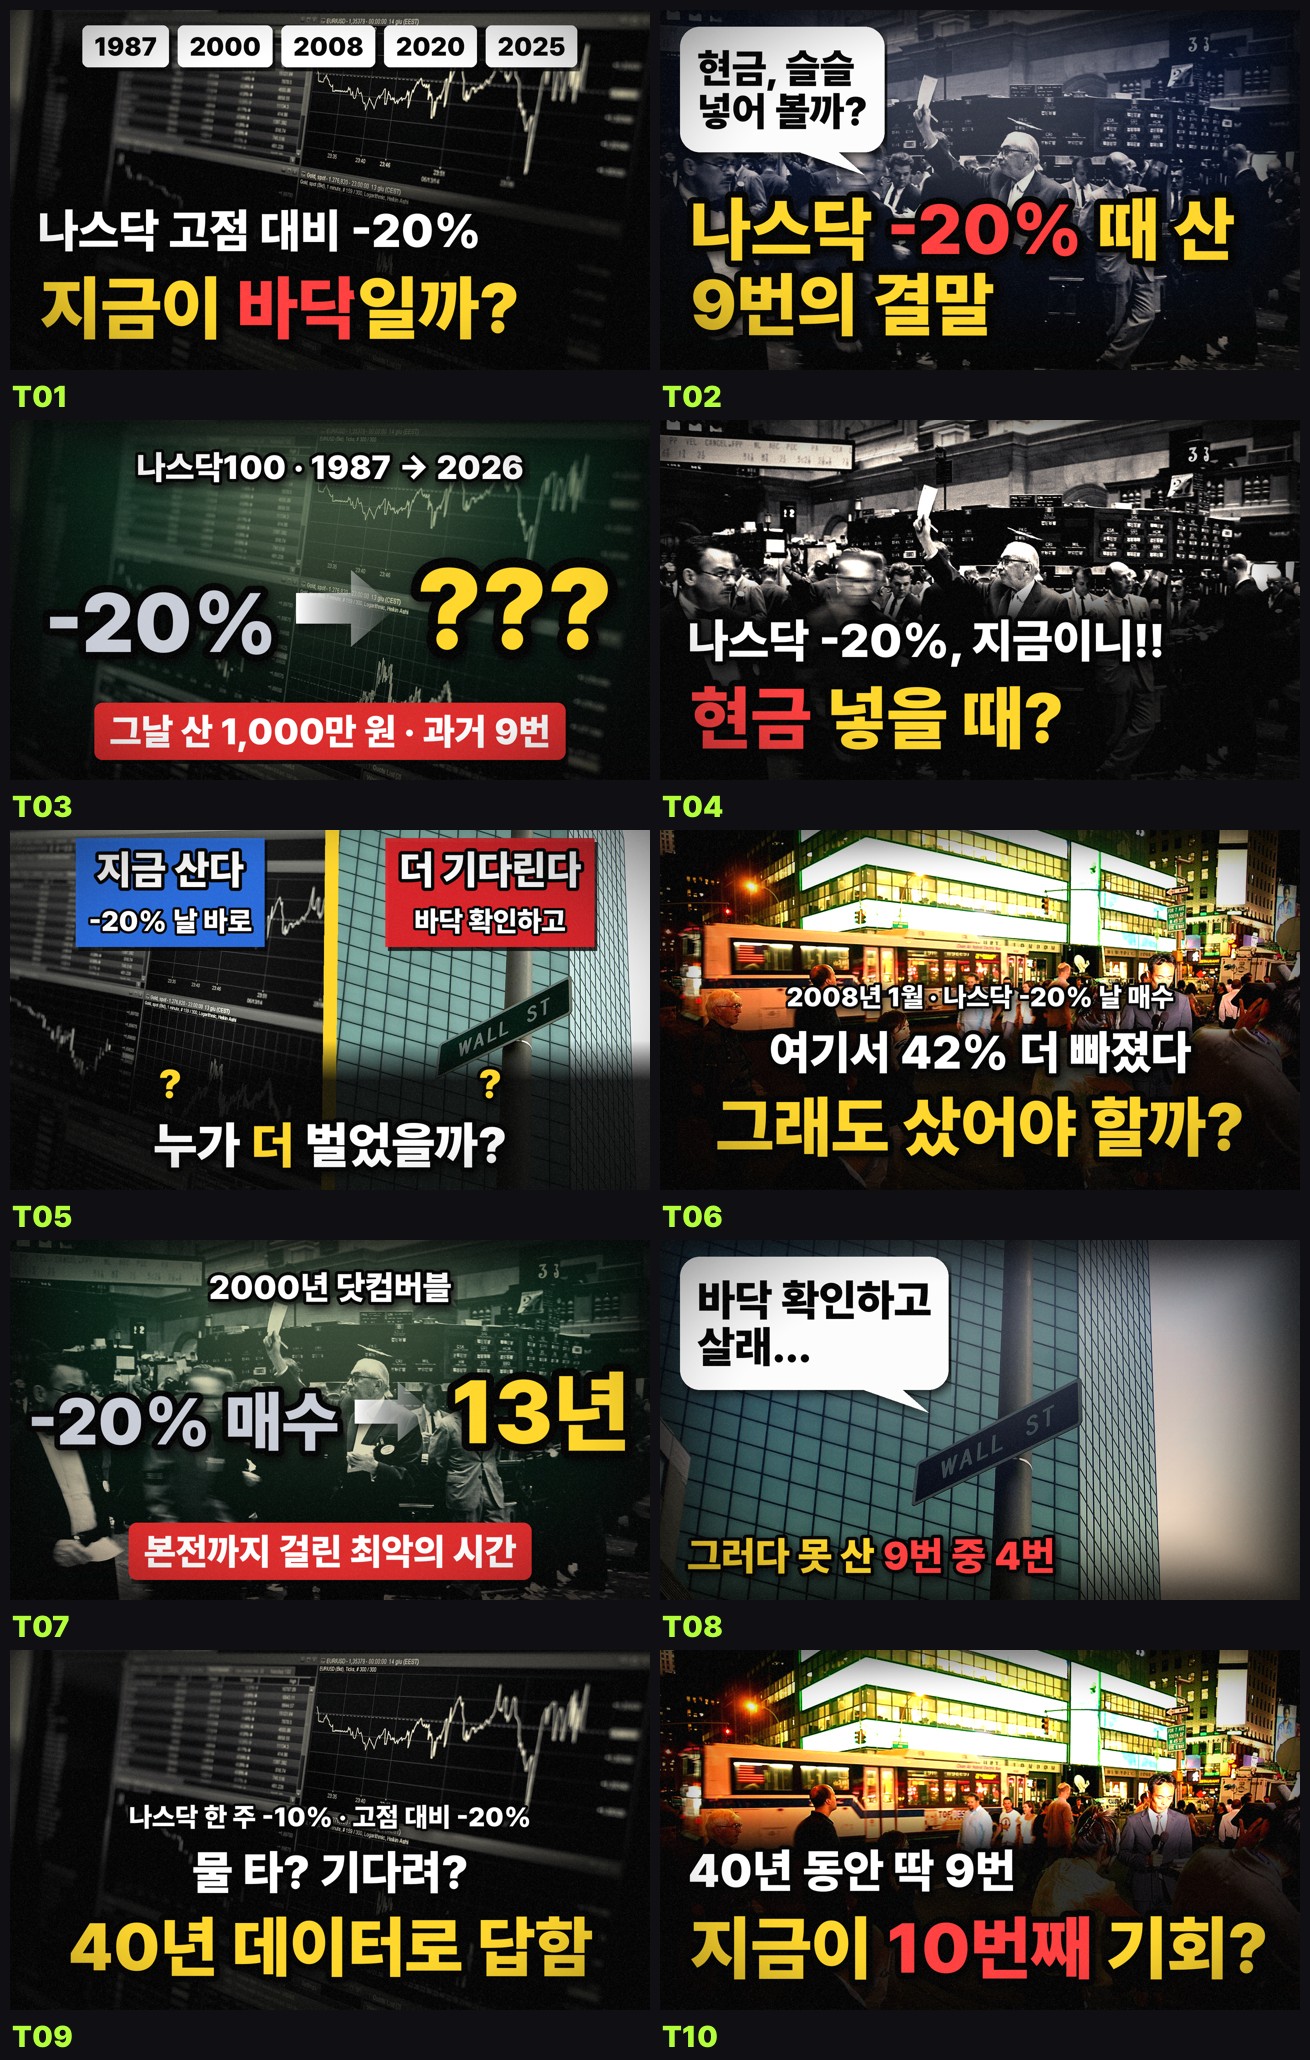 1987 2000 2008 2020 2025
나스닥 고점 대비 -20%
지금이 바닥일까?
T01
현금, 슬슬
넣어 볼까?
나스닥 -20% 때 산
9번의 결말
T02
나스닥100 · 1987 → 2026
-20% ???
그날 산 1,000만 원 · 과거 9번
T03
나스닥 -20%, 지금이니!!
현금 넣을 때?
T04
지금 산다
-20% 날 바로
더 기다린다
바닥 확인하고
WALL ST
? ?
누가 더 벌었을까?
T05
2008년 1월 · 나스닥 -20% 날 매수
여기서 42% 더 빠졌다
그래도 샀어야 할까?
T06
2000년 닷컴버블
-20% 매수 13년
본전까지 걸린 최악의 시간
T07
바닥 확인하고
살래...
WALL ST
그러다 못 산 9번 중 4번
T08
나스닥 한 주 -10% · 고점 대비 -20%
물 타? 기다려?
40년 데이터로 답함
T09
40년 동안 딱 9번
지금이 10번째 기회?
T10